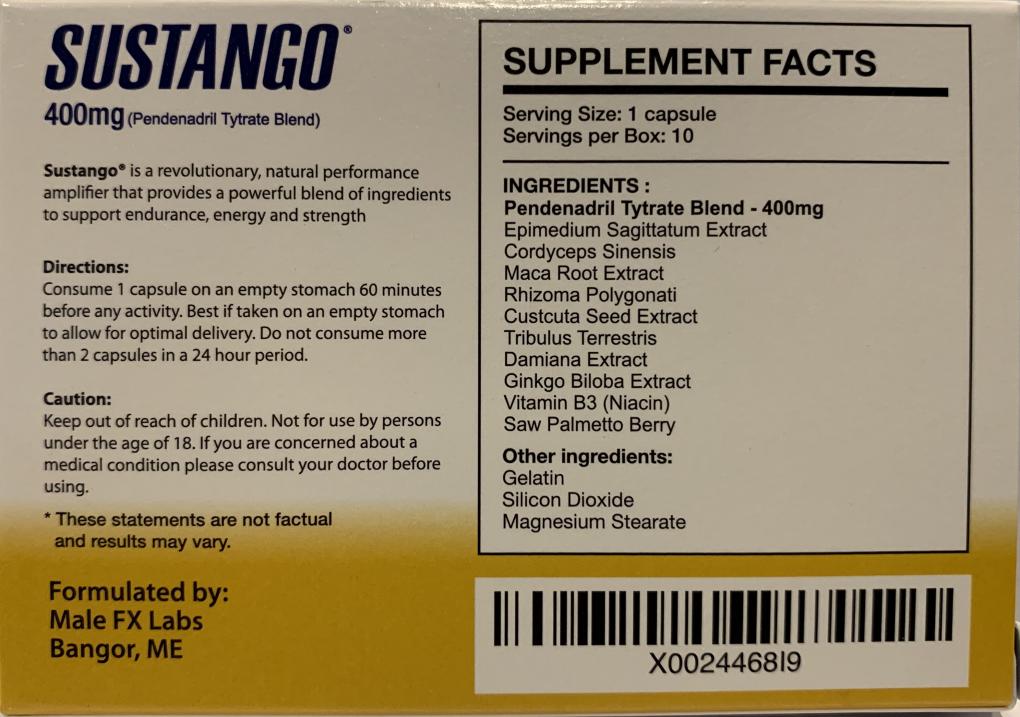 SUSTANGO®
400mg (Pendenadril Tytrate Blend)
Sustango® is a revolutionary, natural performance
amplifier that provides a powerful blend of ingredients
to support endurance, energy and strength
Directions:
Consume 1 capsule on an empty stomach 60 minutes
before any activity. Best if taken on an empty stomach
to allow for optimal delivery. Do not consume more
than 2 capsules in a 24 hour period.
Caution:
Keep out of reach of children. Not for use by persons
under the age of 18. If you are concerned about a
medical condition please consult your doctor before
using.
* These statements are not factual
and results may vary.
Formulated by:
Male FX Labs
Bangor, ME
SUPPLEMENT FACTS
Serving Size: 1 capsule
Servings per Box: 10
INGREDIENTS :
Pendenadril Tytrate Blend - 400mg
Epimedium Sagittatum Extract
Cordyceps Sinensis
Maca Root Extract
Rhizoma Polygonati
Custcuta Seed Extract
Tribulus Terrestris
Damiana Extract
Ginkgo Biloba Extract
Vitamin B3 (Niacin)
Saw Palmetto Berry
Other ingredients:
Gelatin
Silicon Dioxide
Magnesium Stearate
X0024468I9